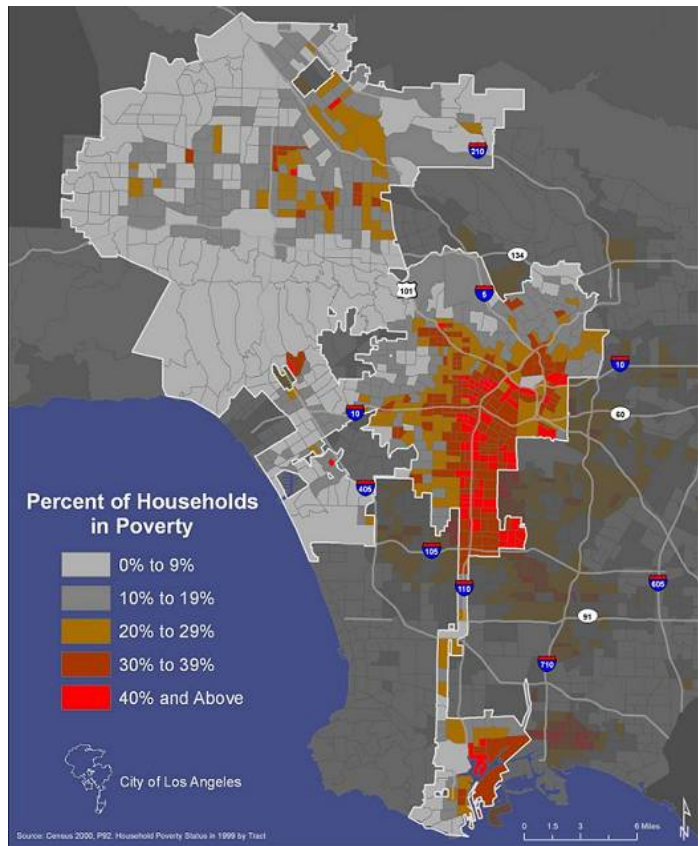 210
134
101
5
10
60
10
405
105
110
605
91
710
Percent of Households
in Poverty
0% to 9%
10% to 19%
20% to 29%
30% to 39%
40% and Above
City of Los Angeles
N
0 1.5 3 6 Miles
Source: Census 2000, P92. Household Poverty Status in 1999 by Tract